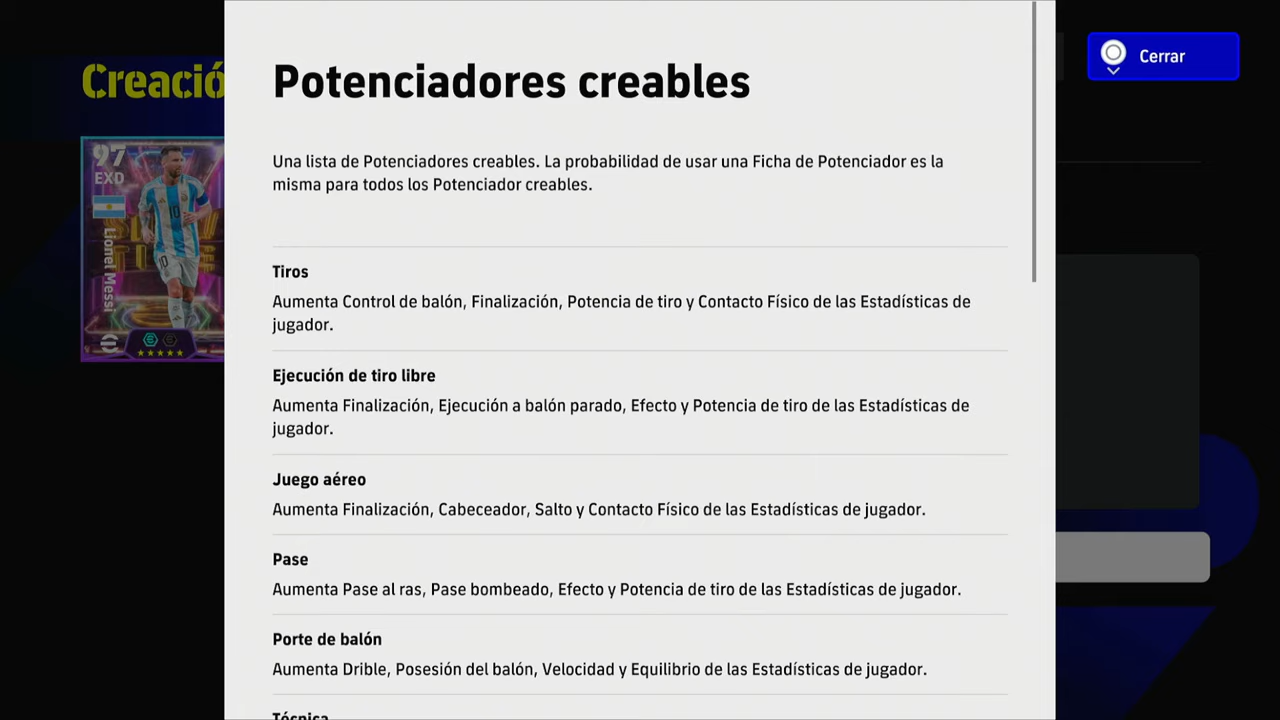 Creació
97
EXD
Lionel Messi
Potenciadores creables
Cerrar
Una lista de Potenciadores creables. La probabilidad de usar una Ficha de Potenciador es la
misma para todos los Potenciador creables.
Tiros
Aumenta Control de balón, Finalización, Potencia de tiro y Contacto Físico de las Estadísticas de
jugador.
Ejecución de tiro libre
Aumenta Finalización, Ejecución a balón parado, Efecto y Potencia de tiro de las Estadísticas de
jugador.
Juego aéreo
Aumenta Finalización, Cabeceador, Salto y Contacto Físico de las Estadísticas de jugador.
Pase
Aumenta Pase al ras, Pase bombeado, Efecto y Potencia de tiro de las Estadísticas de jugador.
Porte de balón
Aumenta Drible, Posesión del balón, Velocidad y Equilibrio de las Estadísticas de jugador.
Técnica